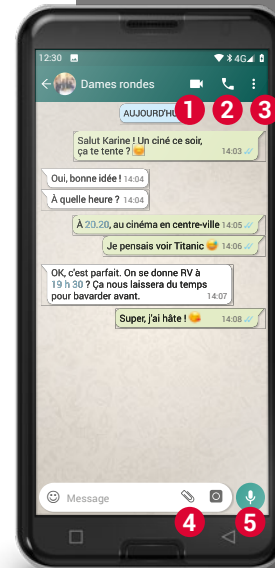 12:30 4G
Dames rondes
AUJOURD'HU
1 2 3
Salut Karine ! Un ciné ce soir,
ça te tente ? 14:03
Oui, bonne idée ! 14:04
À quelle heure ? 14:04
À 20.20, au cinéma en centre-ville 14:05
Je pensais voir Titanic 14:06
OK, c'est parfait. On se donne RV à
19 h 30 ? Ça nous laissera du temps
pour bavarder avant. 14:07
Super, j'ai hâte ! 14:08
Message
4 5